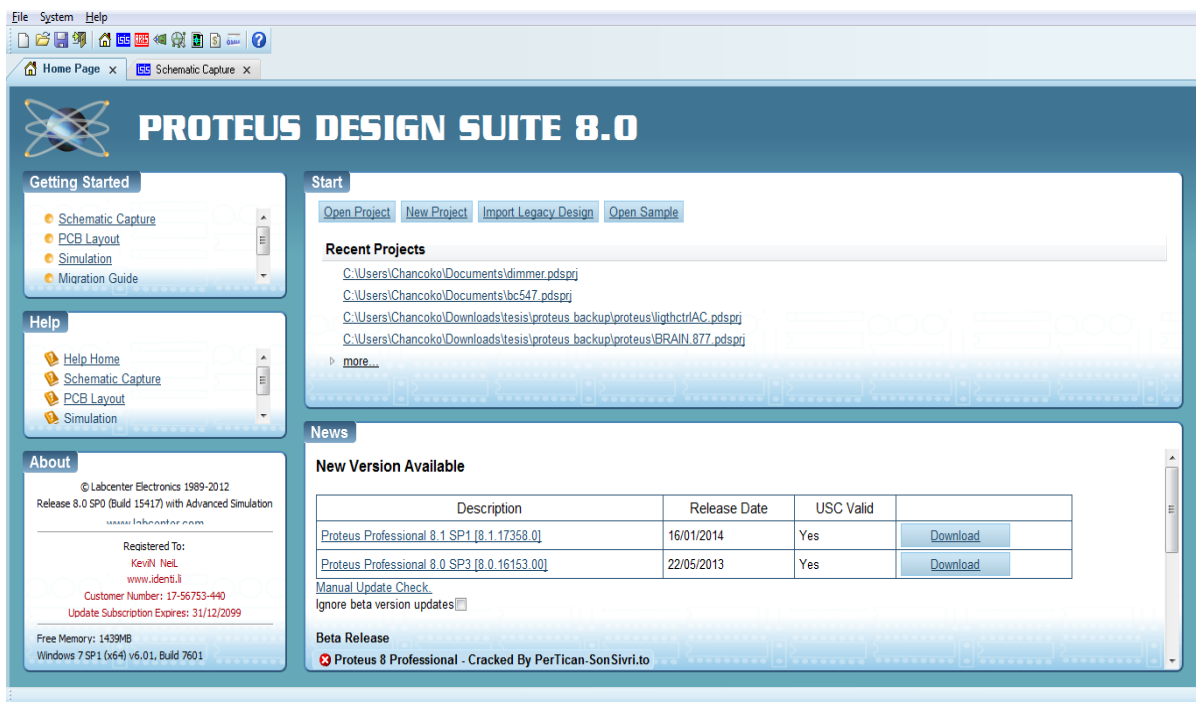 File System Help
Home Page x Schematic Capture x
PROTEUS DESIGN SUITE 8.0
Getting Started
Schematic Capture
PCB Layout
Simulation
Migration Guide
Help
Help Home
Schematic Capture
PCB Layout
Simulation
About
© Labcenter Electronics 1989-2012
Release 8.0 SP0 (Build 15417) with Advanced Simulation
www.labcenter.com
Registered To:
KeviN NeiL
www.identi.li
Customer Number: 17-56753-440
Update Subscription Expires: 31/12/2099
Free Memory: 1439MB
Windows 7 SP1 (x64) v6.01, Build 7601
Start
Open Project New Project Import Legacy Design Open Sample
Recent Projects
C:\Users\Chancoko\Documents\dimmer.pdsprj
C:\Users\Chancoko\Documents\bc547.pdsprj
C:\Users\Chancoko\Downloads\tesis\proteus backup\proteus\ligthctrlAC.pdsprj
C:\Users\Chancoko\Downloads\tesis\proteus backup\proteus\BRAIN.877.pdsprj
more...
News
New Version Available
Description Release Date USC Valid
Proteus Professional 8.1 SP1 [8.1.17358.0] 16/01/2014 Yes Download
Proteus Professional 8.0 SP3 [8.0.16153.00] 22/05/2013 Yes Download
Manual Update Check.
Ignore beta version updates
Beta Release
Proteus 8 Professional - Cracked By PerTican-SonSivri.to